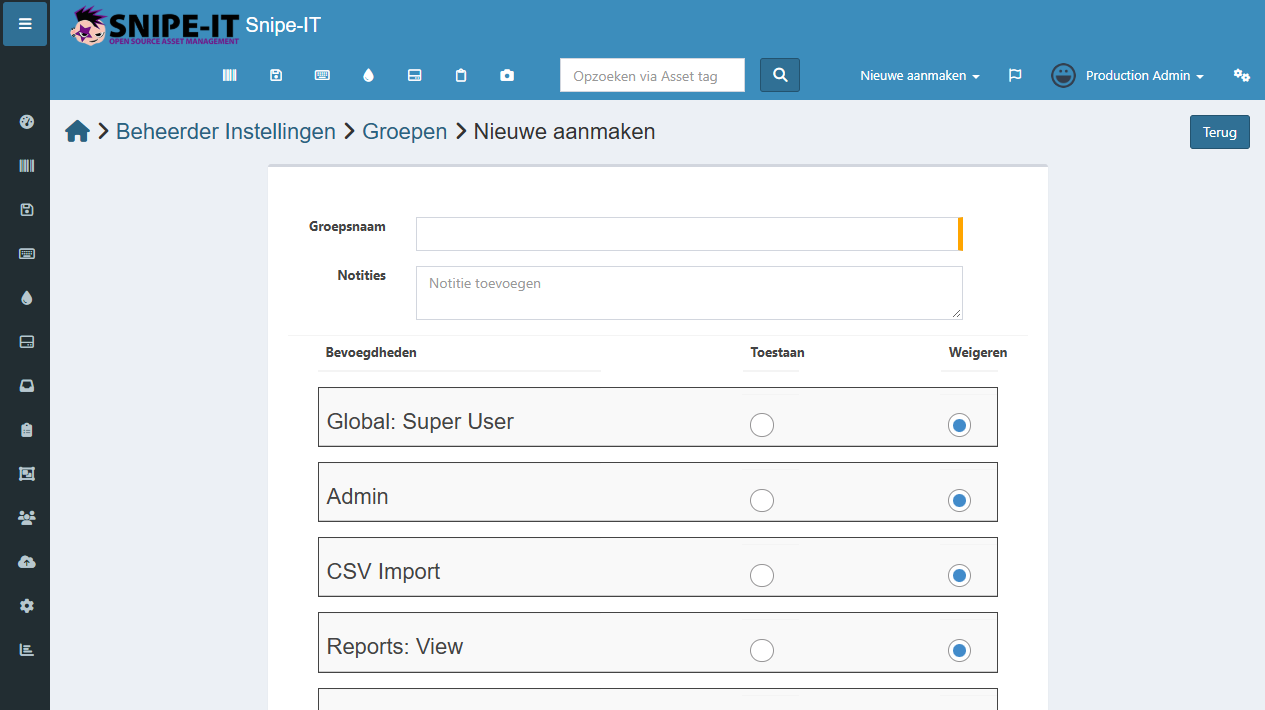 SNIPE-IT
OPEN SOURCE ASSET MANAGEMENT
Snipe-IT
Opzoeken via Asset tag
Nieuwe aanmaken
Production Admin
Beheerder Instellingen
Groepen
Nieuwe aanmaken
Terug
Groepsnaam
Notities
Notitie toevoegen
Bevoegdheden
Toestaan
Weigeren
Global: Super User
Admin
CSV Import
Reports: View